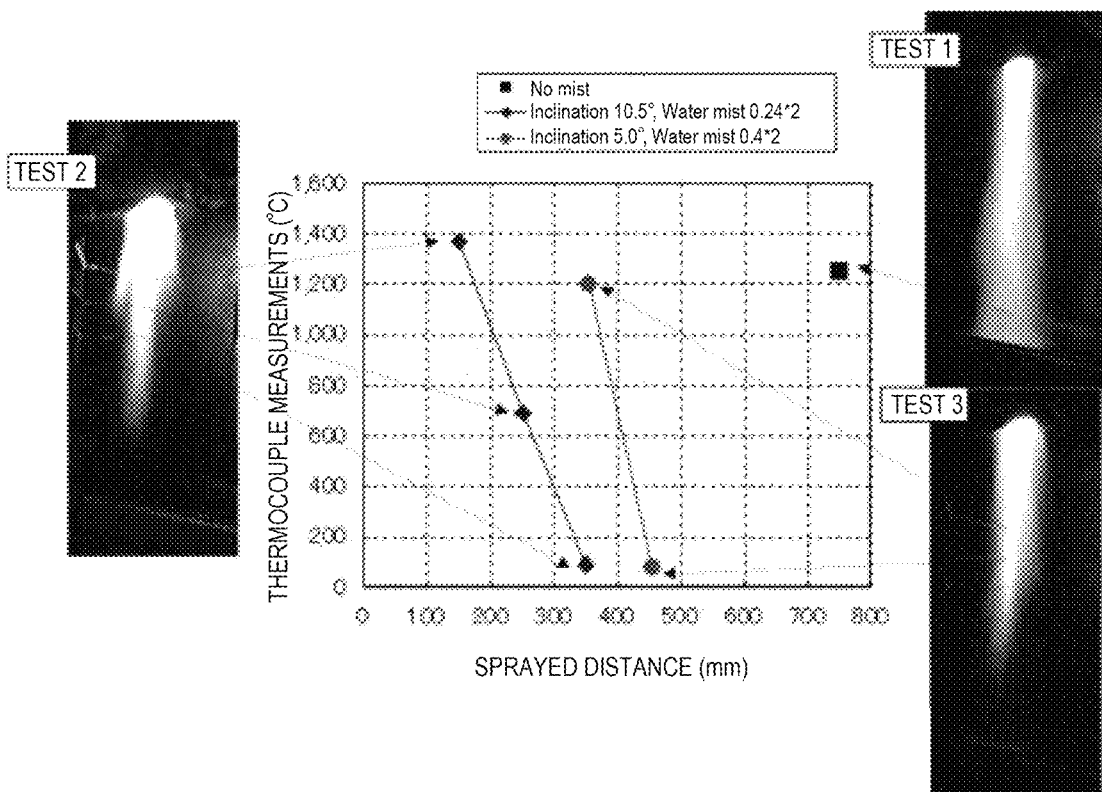 TEST 1
No mist
Inclination 10.5°, Water mist 0.24*2
Inclination 5.0°, Water mist 0.4*2
TEST 2
THERMOCOUPLE MEASUREMENTS (°C)
1,600
1,400
1,200
1,000
800
600
400
200
0
0 100 200 300 400 500 600 700 800
SPRAYED DISTANCE (mm)
TEST 3